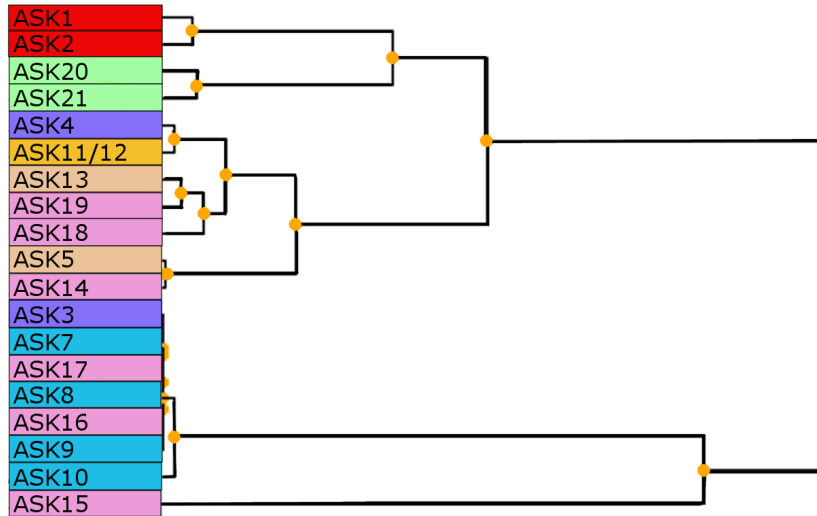 ASK1
ASK2
ASK20
ASK21
ASK4
ASK11/12
ASK13
ASK19
ASK18
ASK5
ASK14
ASK3
ASK7
ASK17
ASK8
ASK16
ASK9
ASK10
ASK15